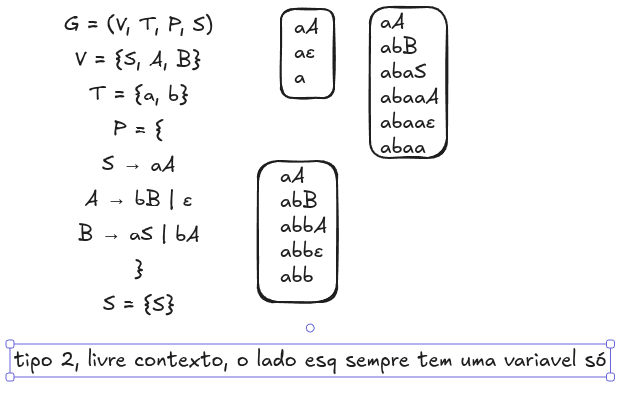 G = (V, T, P, S)
V = {S, A, B}
T = {a, b}
P = {
S → aA
A → bB | ε
B → aS | bA
}
S = {S}
aA
aε
a
aA
abB
abaS
abaaA
abaaε
abaa
aA
abB
abbA
abbε
abb
tipo 2, livre contexto, o lado esq sempre tem uma variavel só